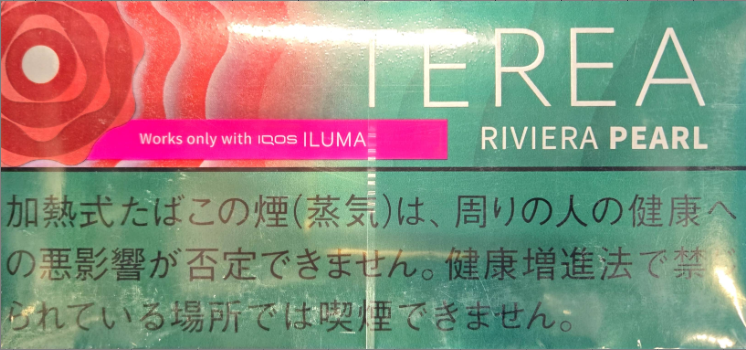 TEREA
Works only with IQOS ILUMA
RIVIERA PEARL
加熱式たばこの煙(蒸気)は、周りの人の健康へ
の悪影響が否定できません。健康増進法で禁じ
られている場所では喫煙できません。